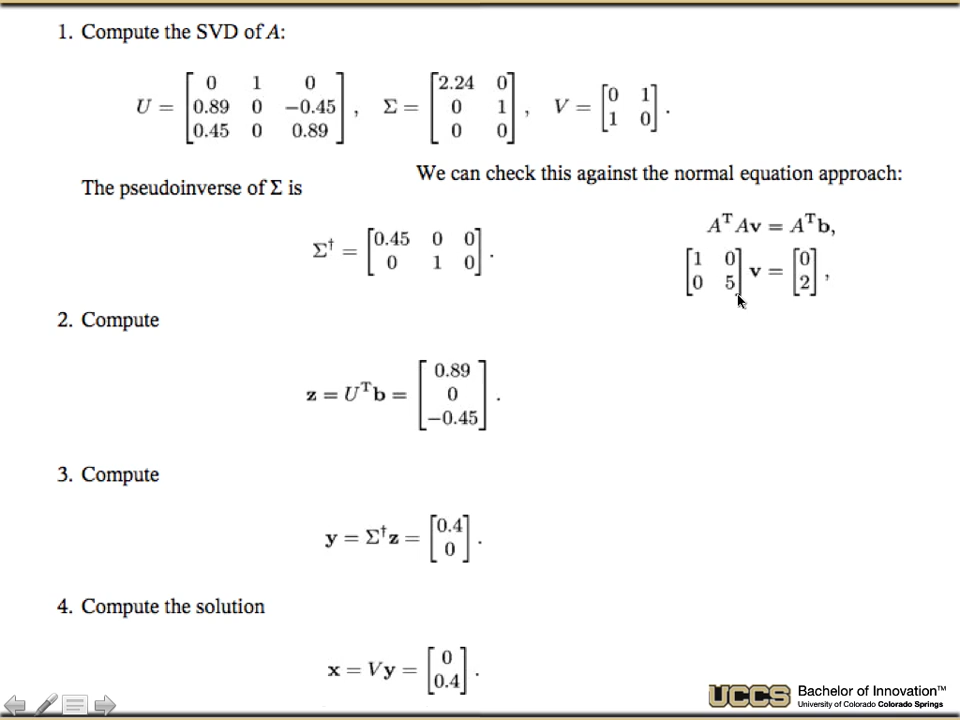 1. Compute the SVD of A:
U = [0 1 0; 0.89 0 −0.45; 0.45 0 0.89], Σ = [2.24 0; 0 1; 0 0], V = [0 1; 1 0].
We can check this against the normal equation approach:
The pseudoinverse of Σ is
AᵀAv = Aᵀb,
Σ† = [0.45 0 0; 0 1 0].
[1 0; 0 5] v = [0; 2],
2. Compute
z = Uᵀb = [0.89; 0; −0.45].
3. Compute
y = Σ†z = [0.4; 0].
4. Compute the solution
x = Vy = [0; 0.4].
UCCS Bachelor of Innovation™
University of Colorado Colorado Springs